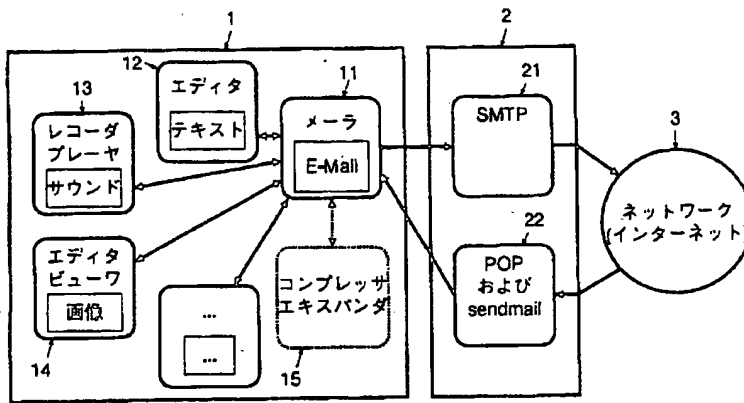 1
2
12
エディタ
テキスト
13
レコーダ
プレーヤ
サウンド
11
メーラ
E-Mail
21
SMTP
3
ネットワーク
(インターネット)
エディタ
ビューワ
画像
14
...
...
コンプレッサ
エキスパンダ
15
22
POP
および
sendmail